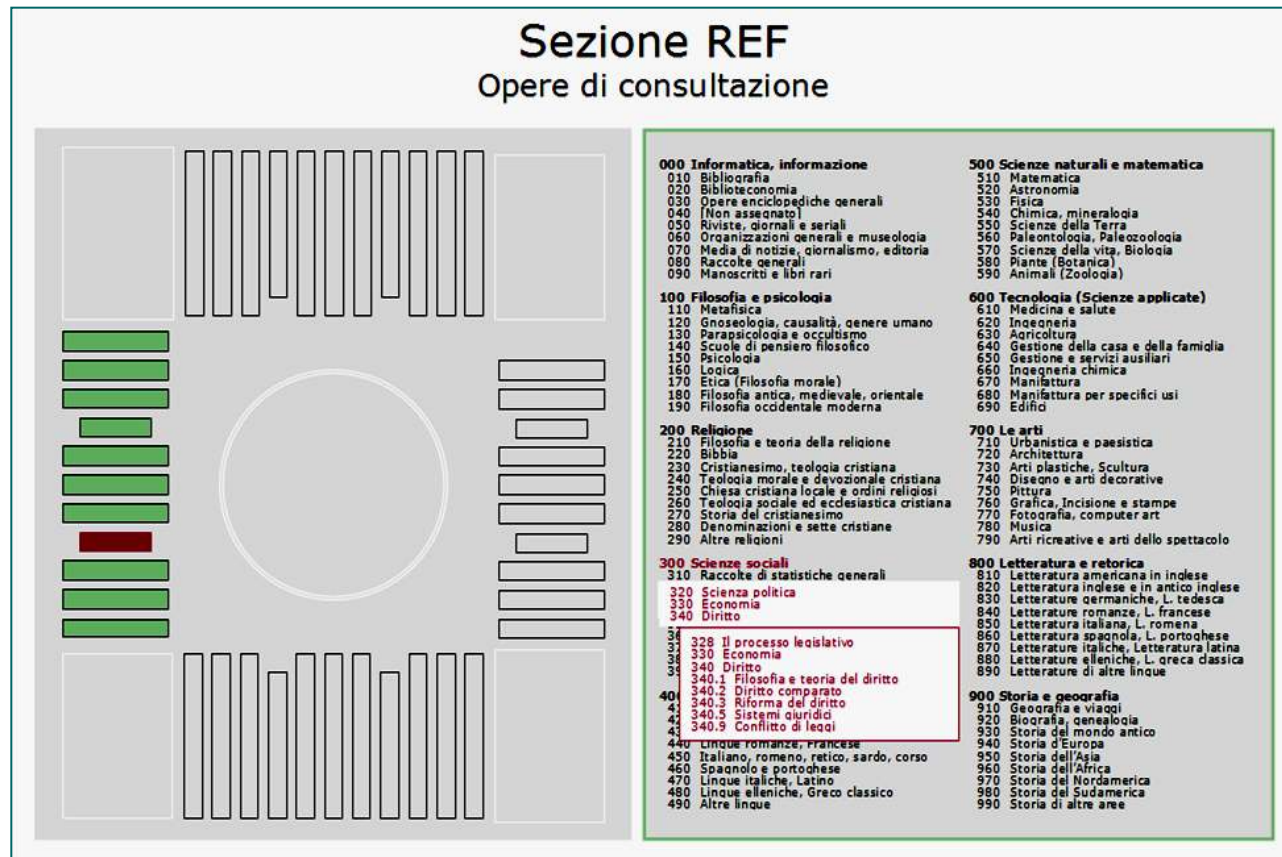 Sezione REF
Opere di consultazione
000 Informatica, informazione
010 Bibliografia
020 Biblioteconomia
030 Opere enciclopediche generali
040 [Non assegnato]
050 Riviste, giornali e seriali
060 Organizzazioni generali e museologia
070 Media di notizie, giornalismo, editoria
080 Raccolte generali
090 Manoscritti e libri rari
100 Filosofia e psicologia
110 Metafisica
120 Gnoseologia, causalità, genere umano
130 Parapsicologia e occultismo
140 Scuole di pensiero filosofico
150 Psicologia
160 Logica
170 Etica (Filosofia morale)
180 Filosofia antica, medievale, orientale
190 Filosofia occidentale moderna
200 Religione
210 Filosofia e teoria della religione
220 Bibbia
230 Cristianesimo, teologia cristiana
240 Teologia morale e devozionale cristiana
250 Chiesa cristiana locale e ordini religiosi
260 Teologia sociale ed ecclesiastica cristiana
270 Storia del cristianesimo
280 Denominazioni e sette cristiane
290 Altre religioni
300 Scienze sociali
310 Raccolte di statistiche generali
320 Scienza politica
330 Economia
340 Diritto
328 Il processo legislativo
330 Economia
340 Diritto
340.1 Filosofia e teoria del diritto
340.2 Diritto comparato
340.3 Riforma del diritto
340.5 Sistemi giuridici
340.9 Conflitto di leggi
440 Lingue romanze, Francese
450 Italiano, romeno, retico, sardo, corso
460 Spagnolo e portoghese
470 Lingue italiche, Latino
480 Lingue elleniche, Greco classico
490 Altre lingue
500 Scienze naturali e matematica
510 Matematica
520 Astronomia
530 Fisica
540 Chimica, mineralogia
550 Scienze della Terra
560 Paleontologia, Paleozoologia
570 Scienze della vita, Biologia
580 Piante (Botanica)
590 Animali (Zoologia)
600 Tecnologia (Scienze applicate)
610 Medicina e salute
620 Ingegneria
630 Agricoltura
640 Gestione della casa e della famiglia
650 Gestione e servizi ausiliari
660 Ingegneria chimica
670 Manifattura
680 Manifattura per specifici usi
690 Edifici
700 Le arti
710 Urbanistica e paesistica
720 Architettura
730 Arti plastiche, Scultura
740 Disegno e arti decorative
750 Pittura
760 Grafica, Incisione e stampe
770 Fotografia, computer art
780 Musica
790 Arti ricreative e arti dello spettacolo
800 Letteratura e retorica
810 Letteratura americana in inglese
820 Letteratura inglese e in antico inglese
830 Letterature germaniche, L. tedesca
840 Letterature romanze, L. francese
850 Letteratura italiana, L. romena
860 Letteratura spagnola, L. portoghese
870 Letterature italiche, Letteratura latina
880 Letterature elleniche, L. greca classica
890 Letterature di altre lingue
900 Storia e geografia
910 Geografia e viaggi
920 Biografia, genealogia
930 Storia del mondo antico
940 Storia d'Europa
950 Storia dell'Asia
960 Storia dell'Africa
970 Storia del Nordamerica
980 Storia del Sudamerica
990 Storia di altre aree